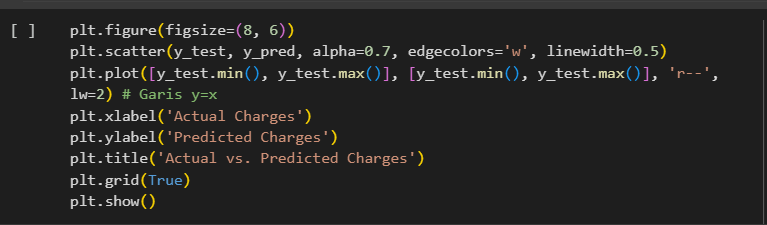 [ ] plt.figure(figsize=(8, 6))
plt.scatter(y_test, y_pred, alpha=0.7, edgecolors='w', linewidth=0.5)
plt.plot([y_test.min(), y_test.max()], [y_test.min(), y_test.max()], 'r--',
lw=2) # Garis y=x
plt.xlabel('Actual Charges')
plt.ylabel('Predicted Charges')
plt.title('Actual vs. Predicted Charges')
plt.grid(True)
plt.show()